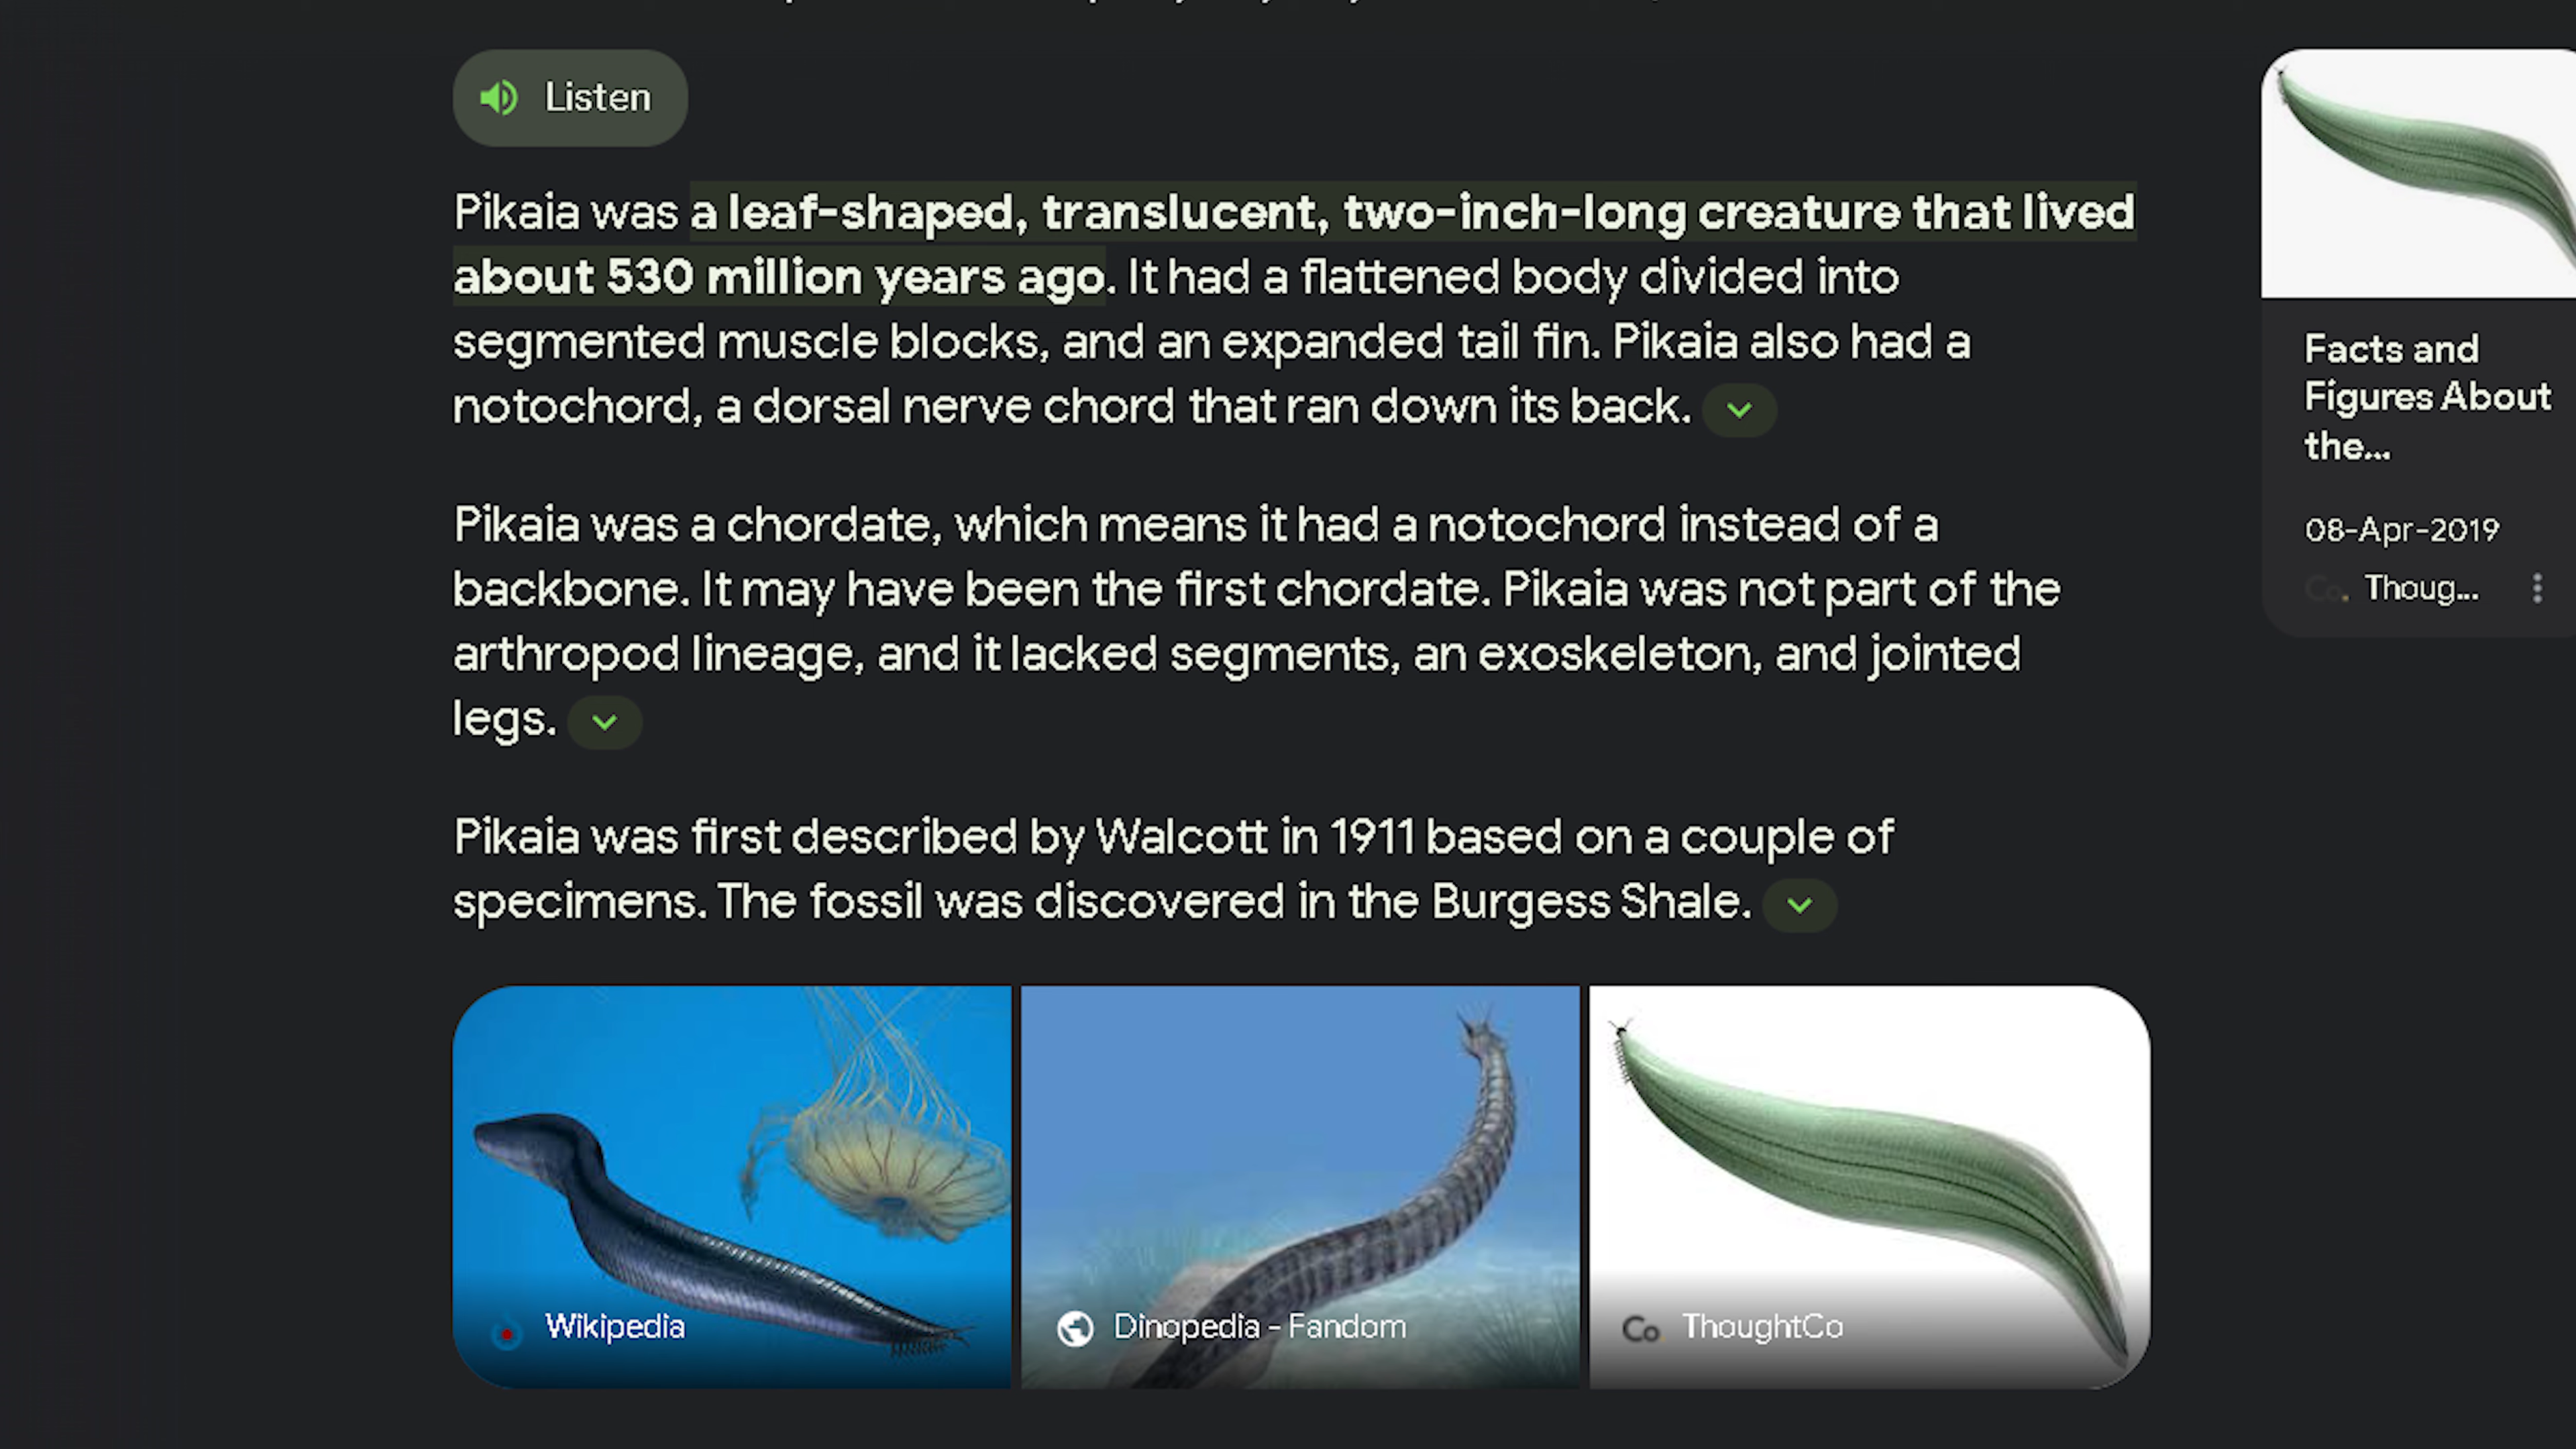 Listen
Pikaia was a leaf-shaped, translucent, two-inch-long creature that lived
about 530 million years ago. It had a flattened body divided into
segmented muscle blocks, and an expanded tail fin. Pikaia also had a
notochord, a dorsal nerve chord that ran down its back.
Pikaia was a chordate, which means it had a notochord instead of a
backbone. It may have been the first chordate. Pikaia was not part of the
arthropod lineage, and it lacked segments, an exoskeleton, and jointed
legs.
Pikaia was first described by Walcott in 1911 based on a couple of
specimens. The fossil was discovered in the Burgess Shale.
Wikipedia
Dinopedia - Fandom
Co ThoughtCo
Facts and
Figures About
the...
08-Apr-2019
Co. Thoug...